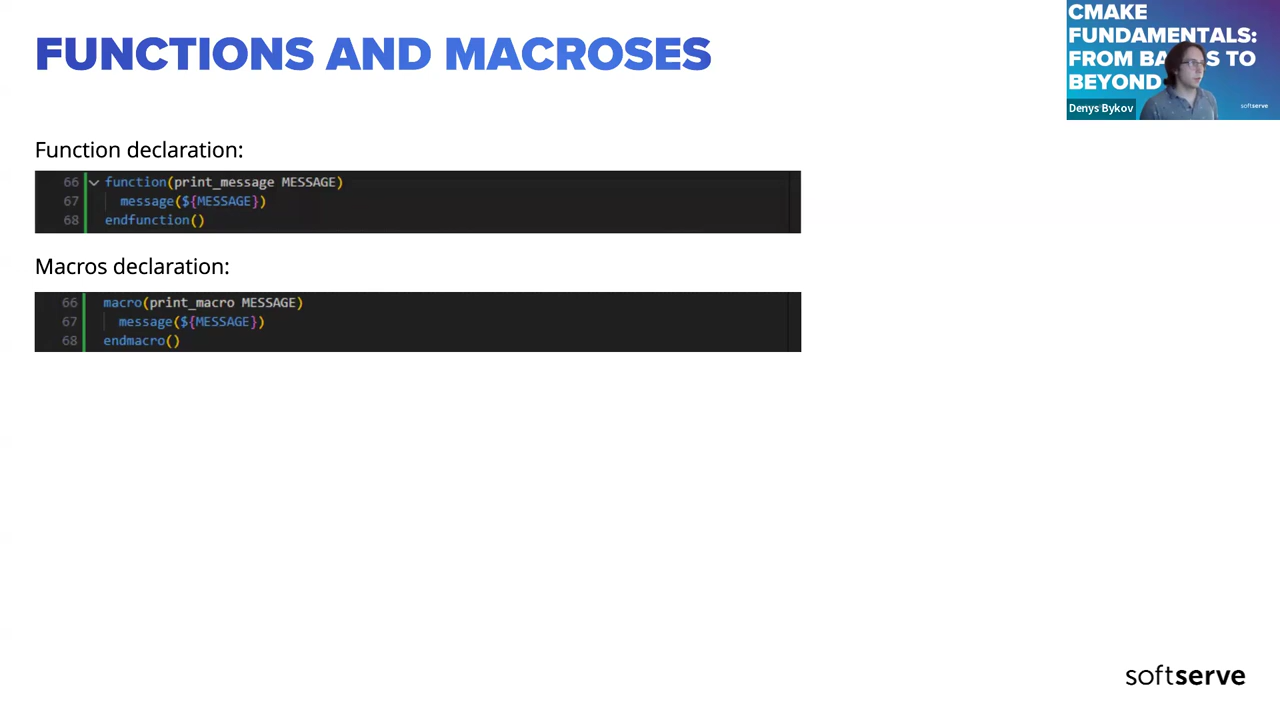 FUNCTIONS AND MACROSES
CMAKE
FUNDAMENTALS:
FROM BA S TO
BEYOND
softserve
Denys Bykov
Function declaration:
66 function(print_message MESSAGE)
67 message(${MESSAGE})
68 endfunction()
Macros declaration:
66 macro(print_macro MESSAGE)
67 message(${MESSAGE})
68 endmacro()
softserve